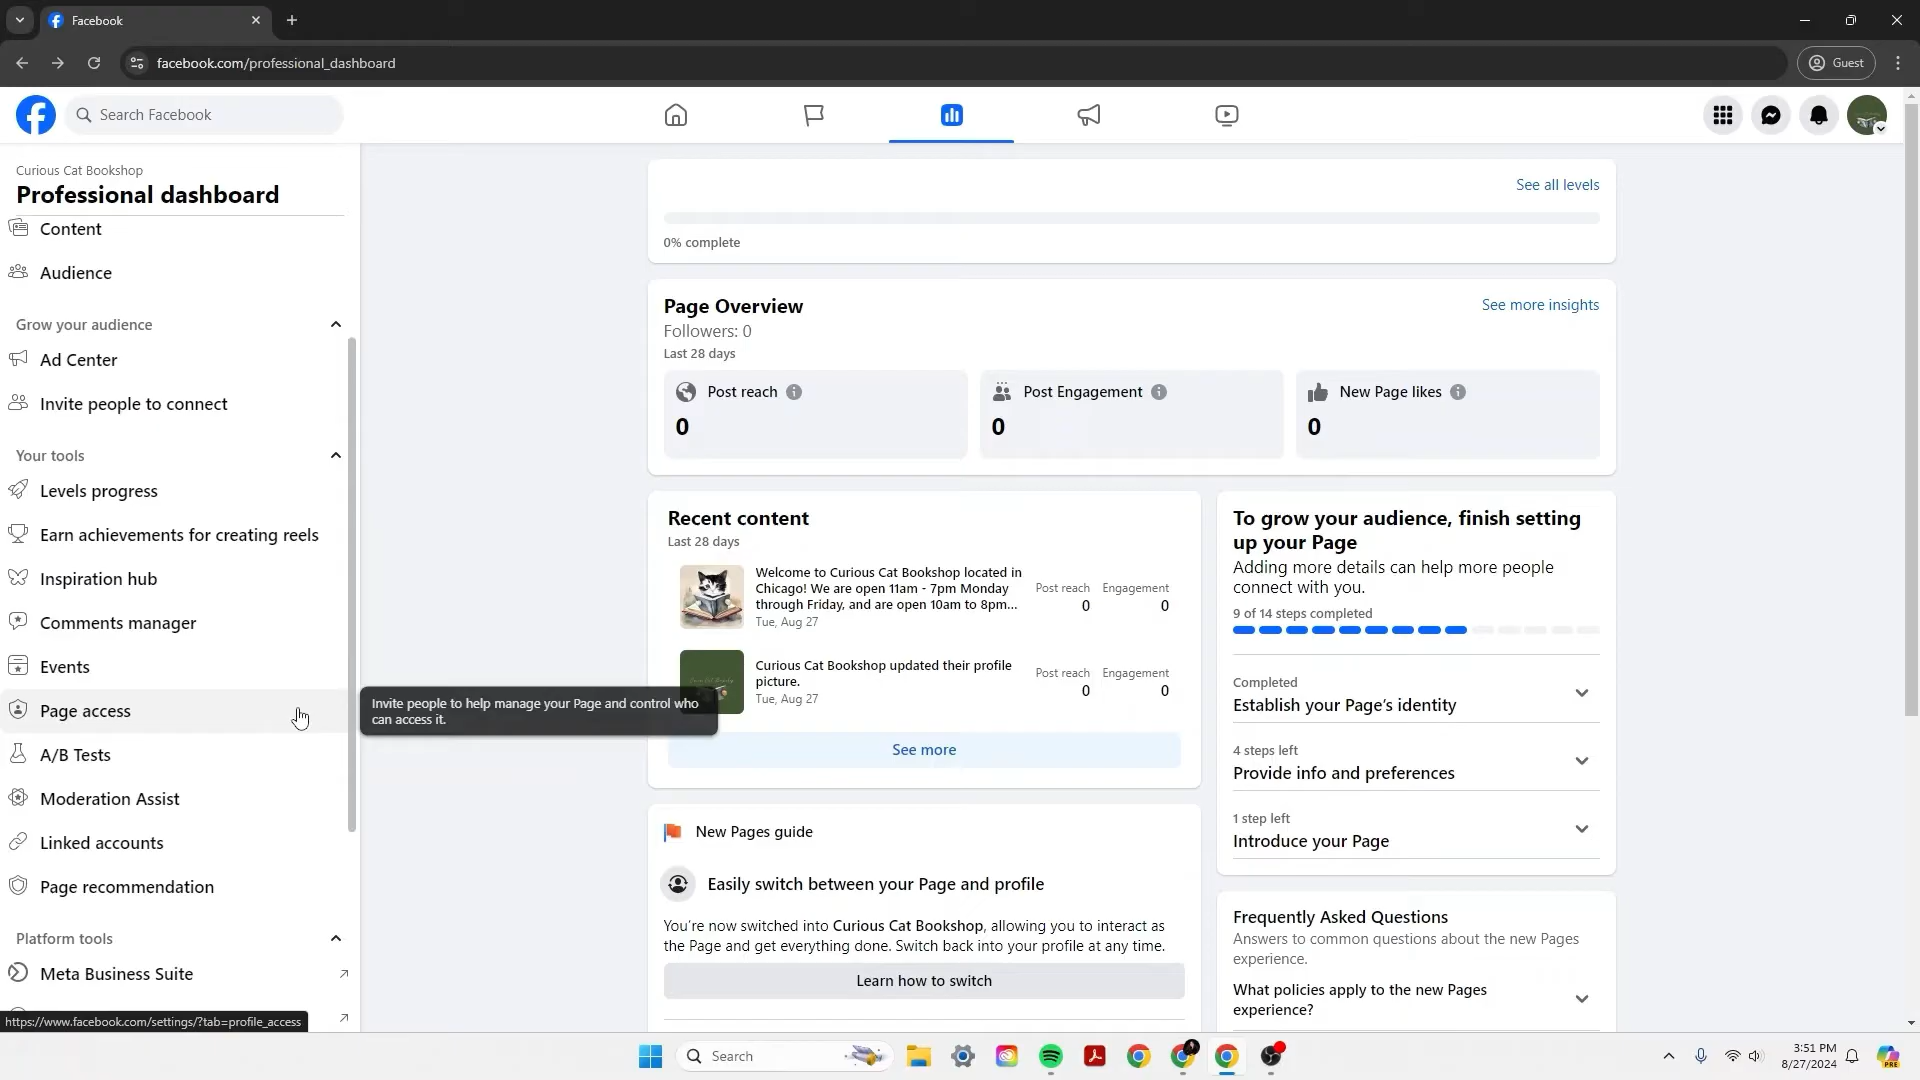 Facebook
facebook.com/professional_dashboard
Guest
Search Facebook
Curious Cat Bookshop
Professional dashboard
Content
Audience
Grow your audience
Ad Center
Invite people to connect
Your tools
Levels progress
Earn achievements for creating reels
Inspiration hub
Comments manager
Events
Page access
A/B Tests
Moderation Assist
Linked accounts
Page recommendation
Platform tools
Meta Business Suite
https://www.facebook.com/settings/?tab=profile_access
Invite people to help manage your Page and control who
can access it.
See all levels
0% complete
Page Overview
See more insights
Followers: 0
Last 28 days
Post reach
0
Post Engagement
0
New Page likes
0
Recent content
Last 28 days
Welcome to Curious Cat Bookshop located in
Chicago! We are open 11am - 7pm Monday
through Friday, and are open 10am to 8pm...
Tue, Aug 27
Post reach Engagement
0 0
Curious Cat Bookshop updated their profile
picture.
Tue, Aug 27
Post reach Engagement
0 0
See more
New Pages guide
Easily switch between your Page and profile
You're now switched into Curious Cat Bookshop, allowing you to interact as
the Page and get everything done. Switch back into your profile at any time.
Learn how to switch
To grow your audience, finish setting
up your Page
Adding more details can help more people
connect with you.
9 of 14 steps completed
Completed
Establish your Page's identity
4 steps left
Provide info and preferences
1 step left
Introduce your Page
Frequently Asked Questions
Answers to common questions about the new Pages
experience.
What policies apply to the new Pages
experience?
Search
3:51 PM
8/27/2024
PRE